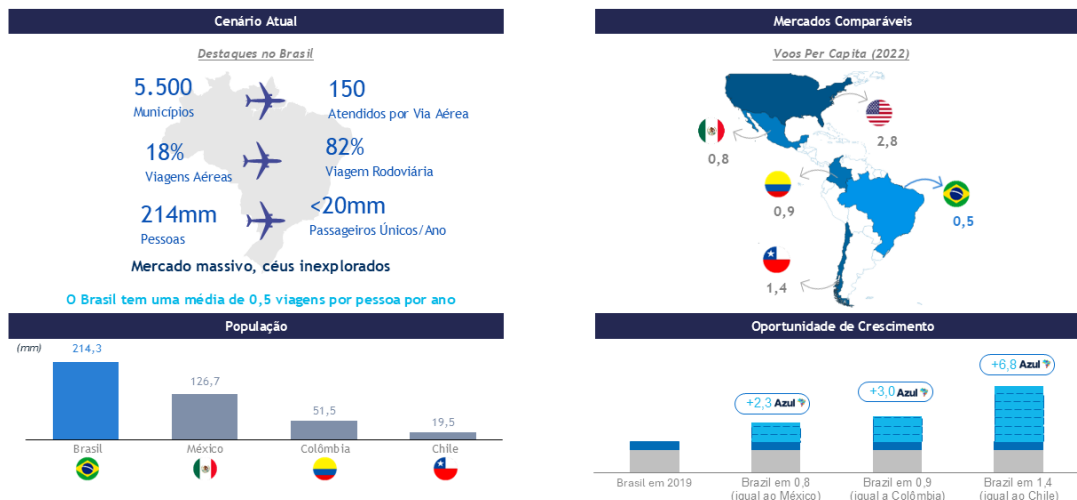 Cenário Atual
Destaques no Brasil
5.500
Municípios
150
Atendidos por Via Aérea
18%
Viagens Aéreas
82%
Viagem Rodoviária
214mm
Pessoas
<20mm
Passageiros Únicos/Ano
Mercado massivo, céus inexplorados
O Brasil tem uma média de 0,5 viagens por pessoa por ano
Mercados Comparáveis
Voos Per Capita (2022)
2,8
0,8
0,9
0,5
1,4
População
(mm)
214,3
126,7
51,5
19,5
Brasil
México
Colômbia
Chile
Oportunidade de Crescimento
+2,3 Azul
+3,0 Azul
+6,8 Azul
Brasil em 2019
Brazil em 0,8
(igual ao México)
Brazil em 0,9
(igual a Colômbia)
Brazil em 1,4
(igual ao Chile)